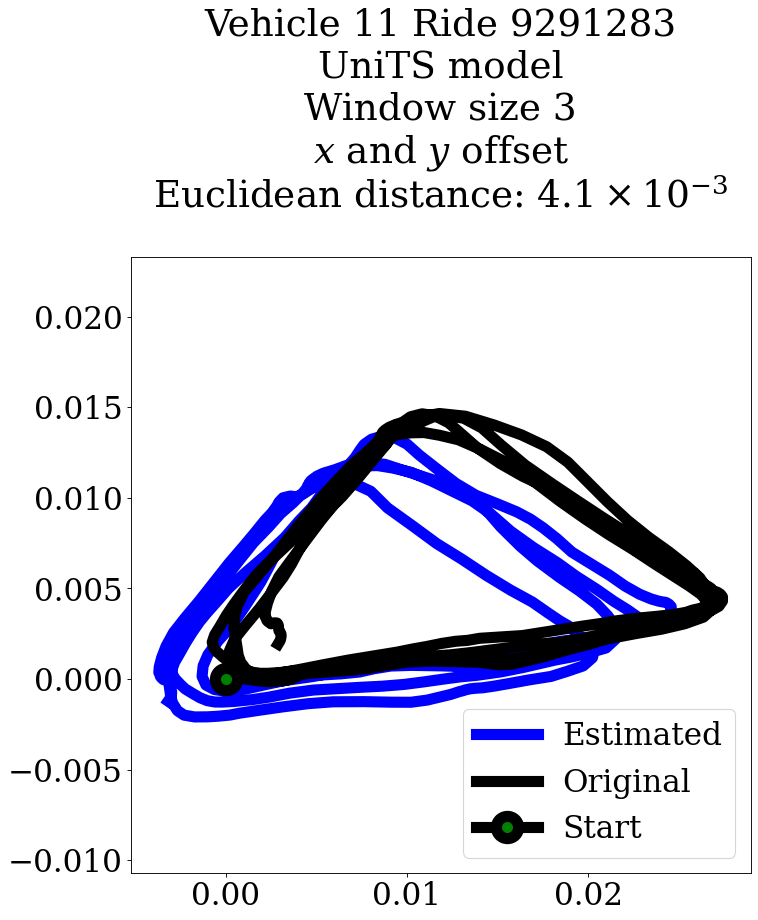 Vehicle 11 Ride 9291283
UniTS model
Window size 3
x and y offset
Euclidean distance: 4.1 × 10⁻³
0.020
0.015
0.010
0.005
0.000
−0.005
−0.010
0.00 0.01 0.02
Estimated
Original
Start